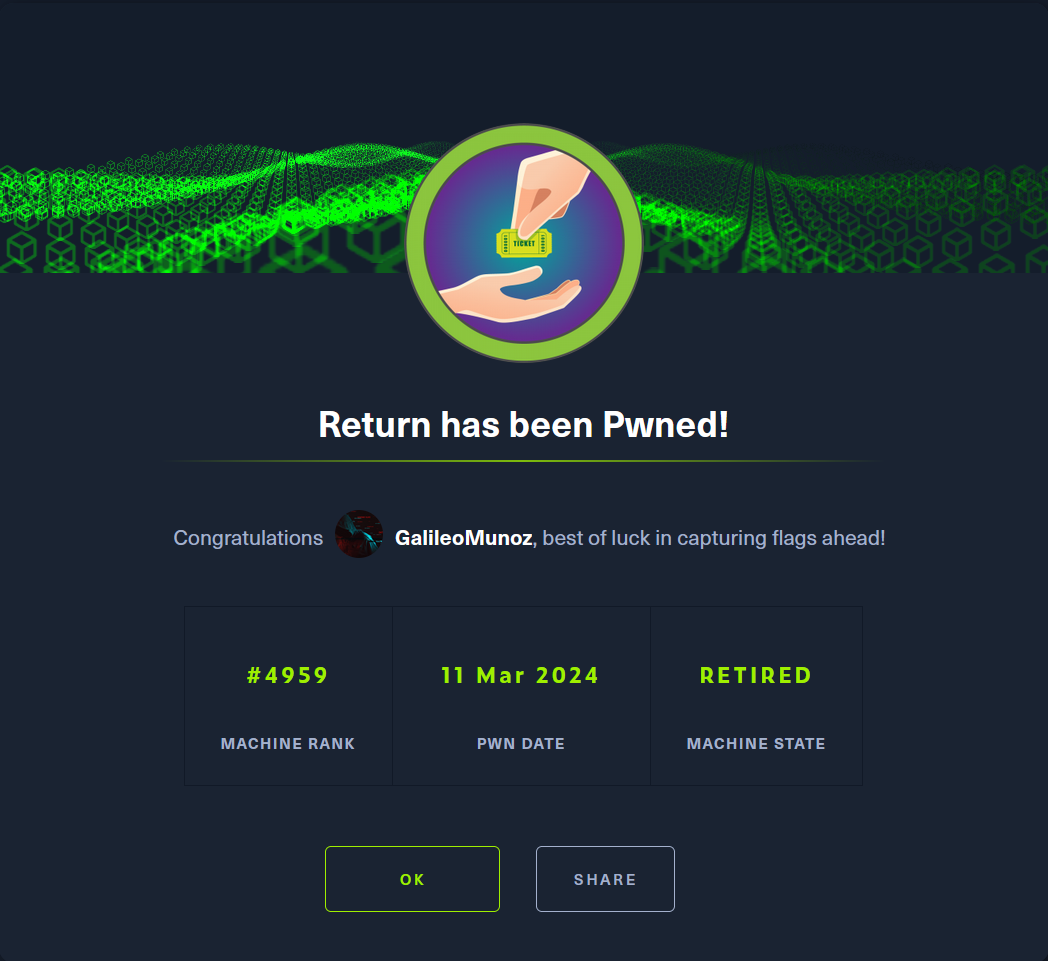 TICKET
Return has been Pwned!
Congratulations GalileoMunoz, best of luck in capturing flags ahead!
#4959 11 Mar 2024 RETIRED
MACHINE RANK PWN DATE MACHINE STATE
OK SHARE